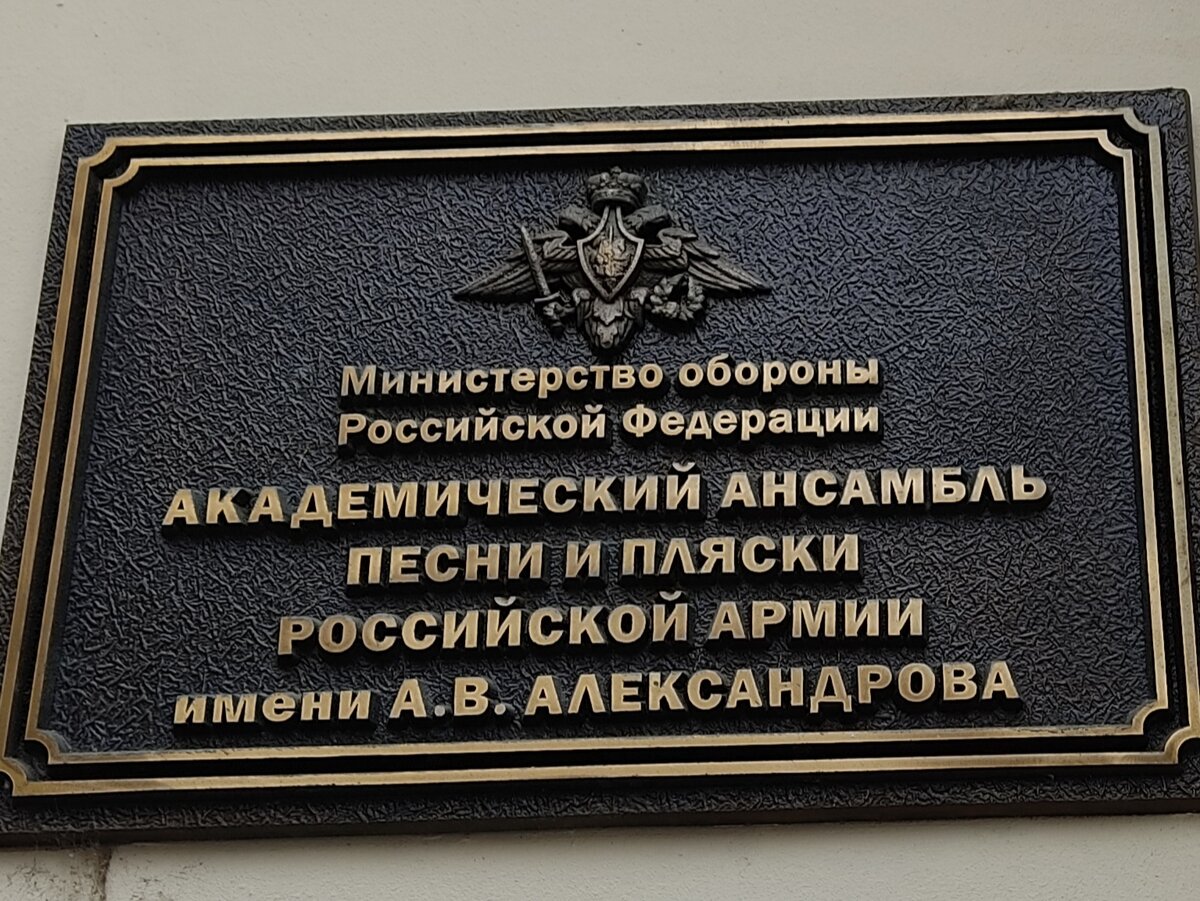 Министерство обороны
Российской Федерации
АКАДЕМИЧЕСКИЙ АНСАМБЛЬ
ПЕСНИ И ПЛЯСКИ
РОССИЙСКОЙ АРМИИ
имени А.В. АЛЕКСАНДРОВА